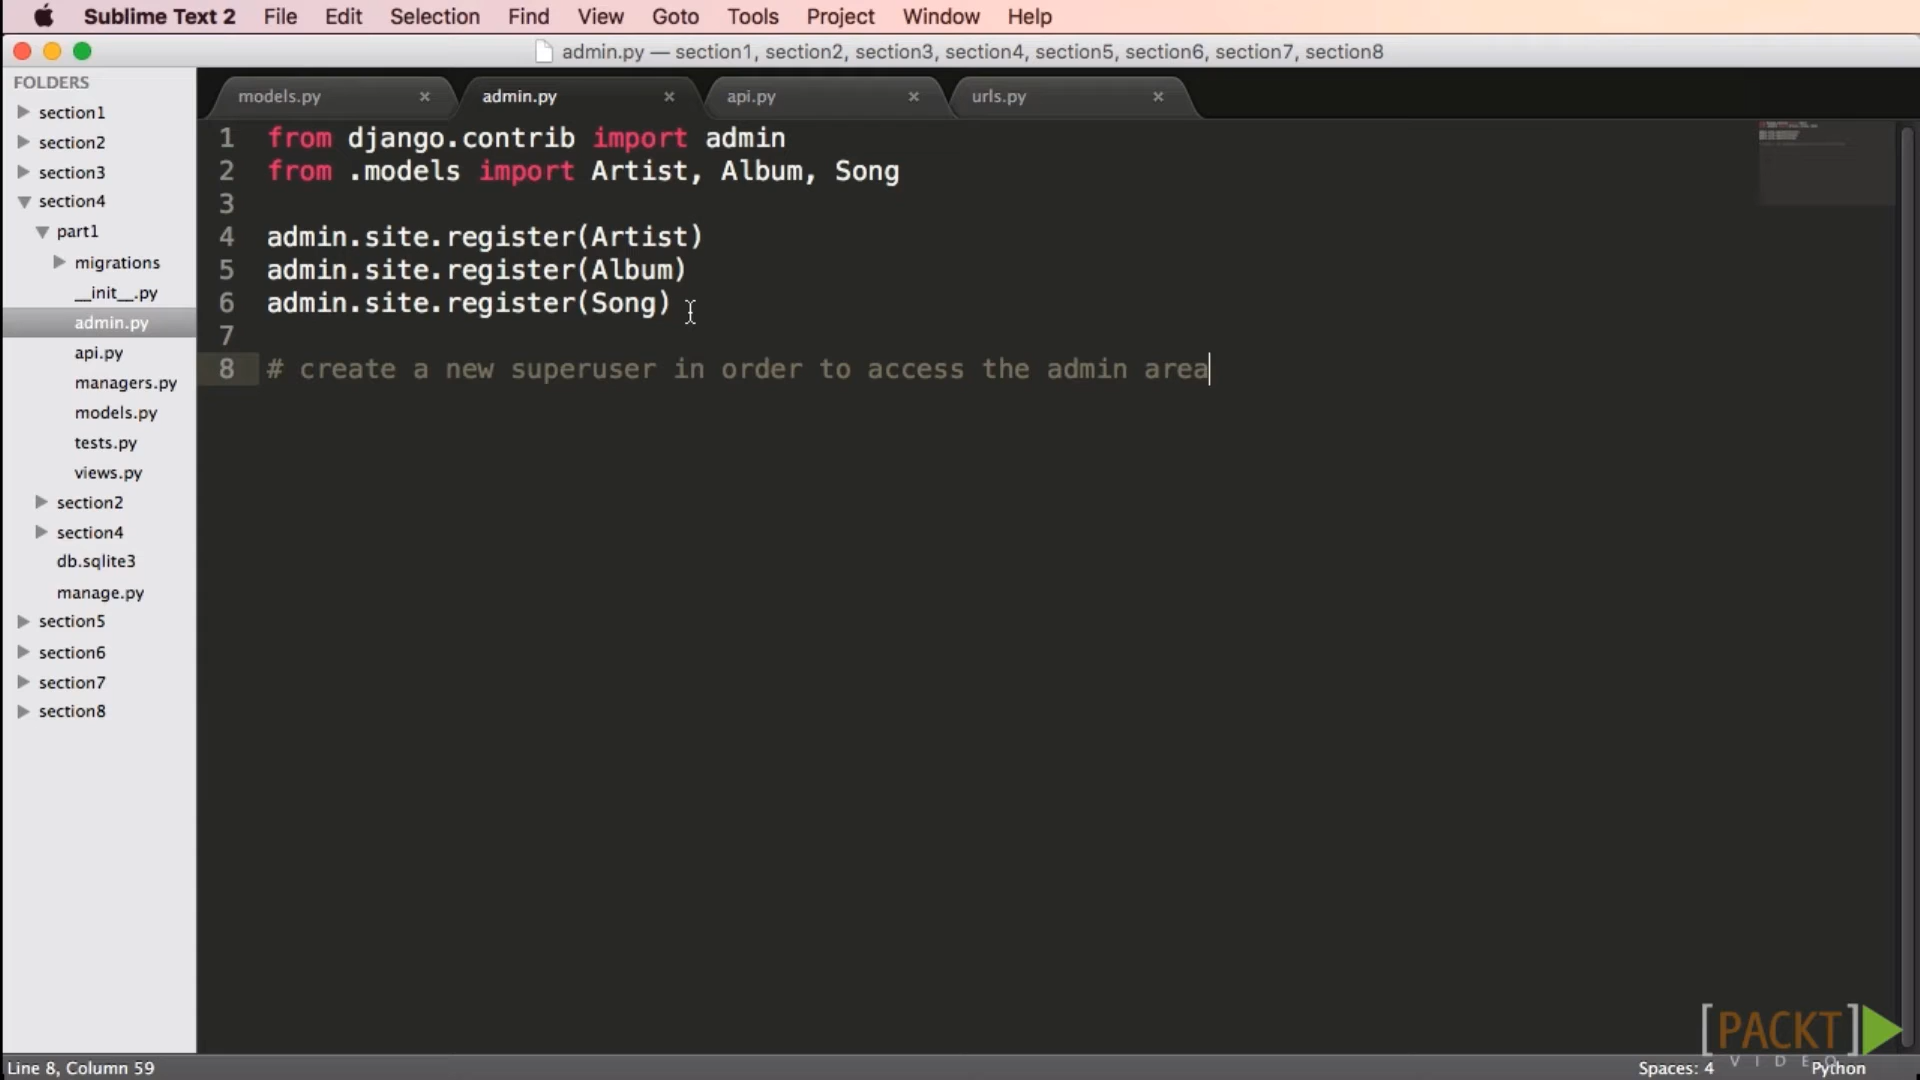 Sublime Text 2 File Edit Selection Find View Goto Tools Project Window Help
admin.py — section1, section2, section3, section4, section5, section6, section7, section8
FOLDERS
section1
section2
section3
section4
part1
migrations
__init__.py
admin.py
api.py
managers.py
models.py
tests.py
views.py
section2
section4
db.sqlite3
manage.py
section5
section6
section7
section8
models.py × admin.py × api.py × urls.py ×
1 from django.contrib import admin
2 from .models import Artist, Album, Song
3
4 admin.site.register(Artist)
5 admin.site.register(Album)
6 admin.site.register(Song)
7
8 # create a new superuser in order to access the admin area
[PACKT]
VIDEO
Line 8, Column 59 Spaces: 4 Python